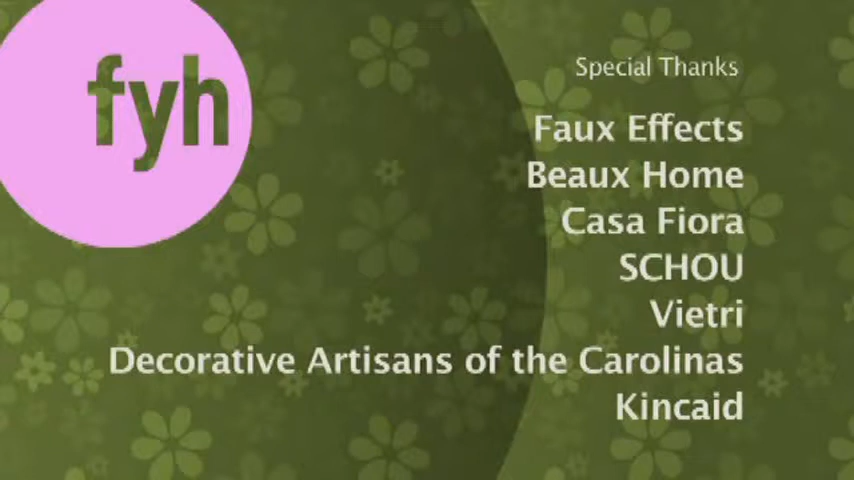 fyh
Special Thanks
Faux Effects
Beaux Home
Casa Fiora
SCHOU
Vietri
Decorative Artisans of the Carolinas
Kincaid